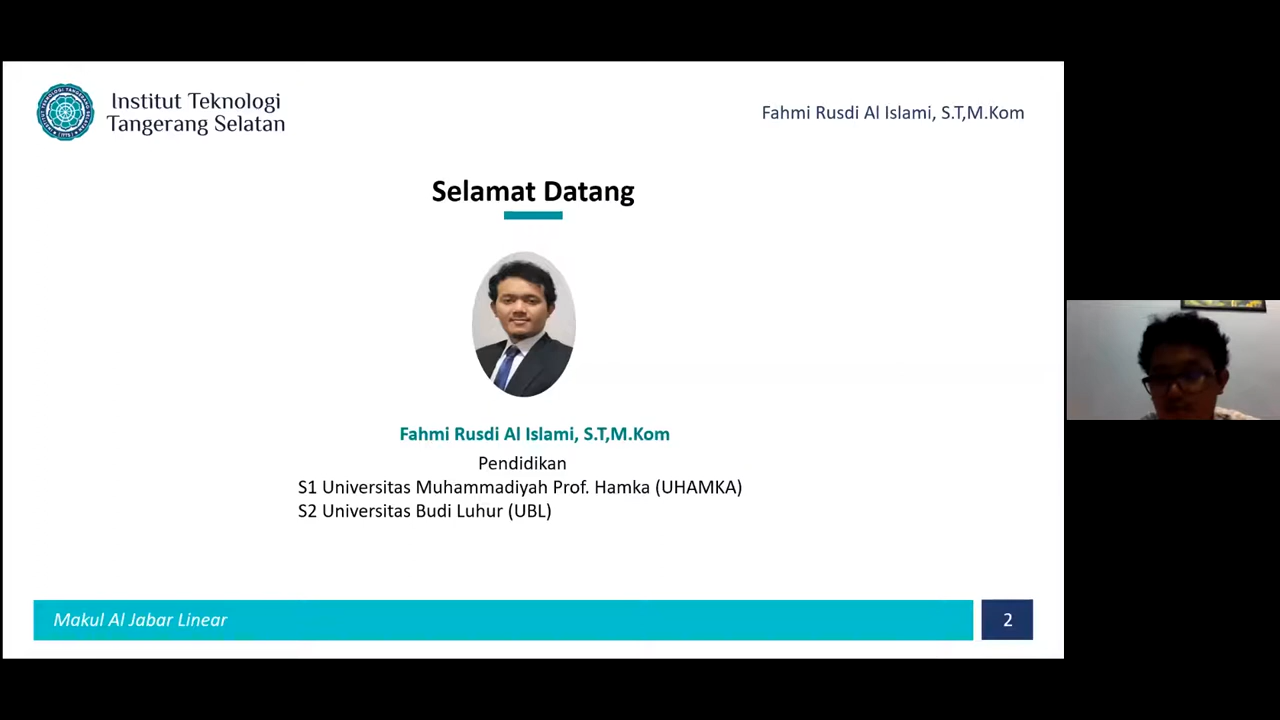 Institut Teknologi
Tangerang Selatan
Fahmi Rusdi Al Islami, S.T,M.Kom
Selamat Datang
Fahmi Rusdi Al Islami, S.T,M.Kom
Pendidikan
S1 Universitas Muhammadiyah Prof. Hamka (UHAMKA)
S2 Universitas Budi Luhur (UBL)
Makul Al Jabar Linear
2